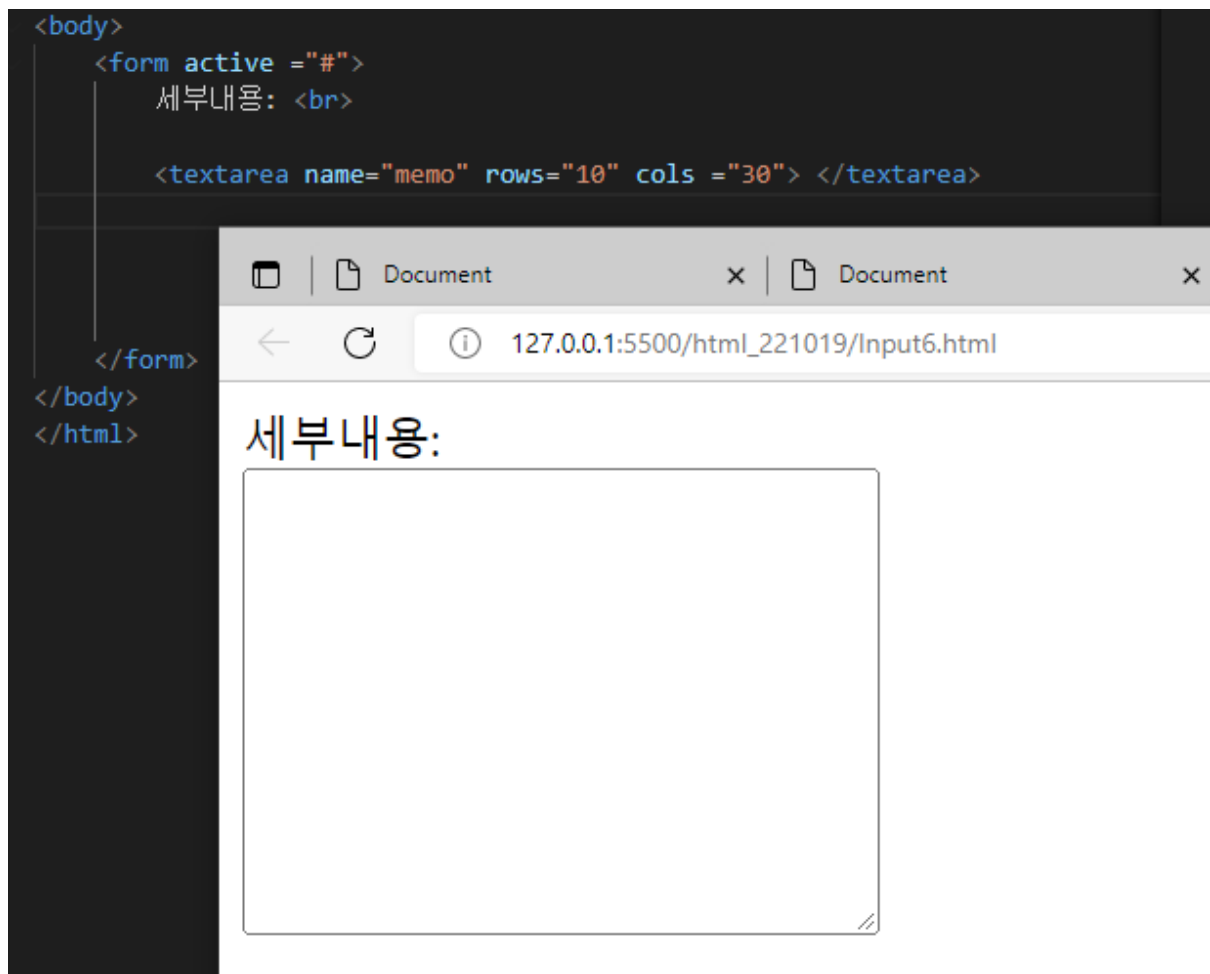 <body>
<form active ="#">
세부내용: <br>
<textarea name="memo" rows="10" cols ="30"> </textarea>
</form>
</body>
</html>
Document
Document
127.0.0.1:5500/html_221019/Input6.html
세부내용: